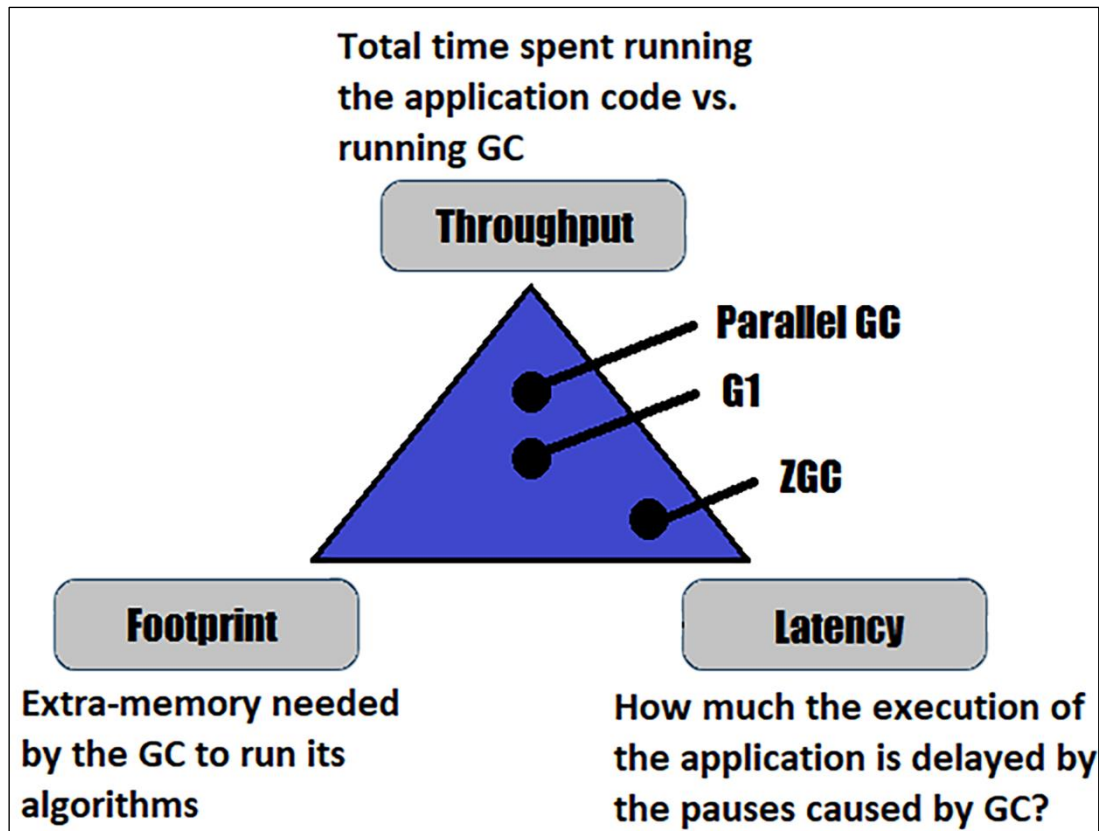 Total time spent running
the application code vs.
running GC
Throughput
Parallel GC
G1
ZGC
Footprint
Latency
Extra-memory needed
by the GC to run its
algorithms
How much the execution of
the application is delayed by
the pauses caused by GC?